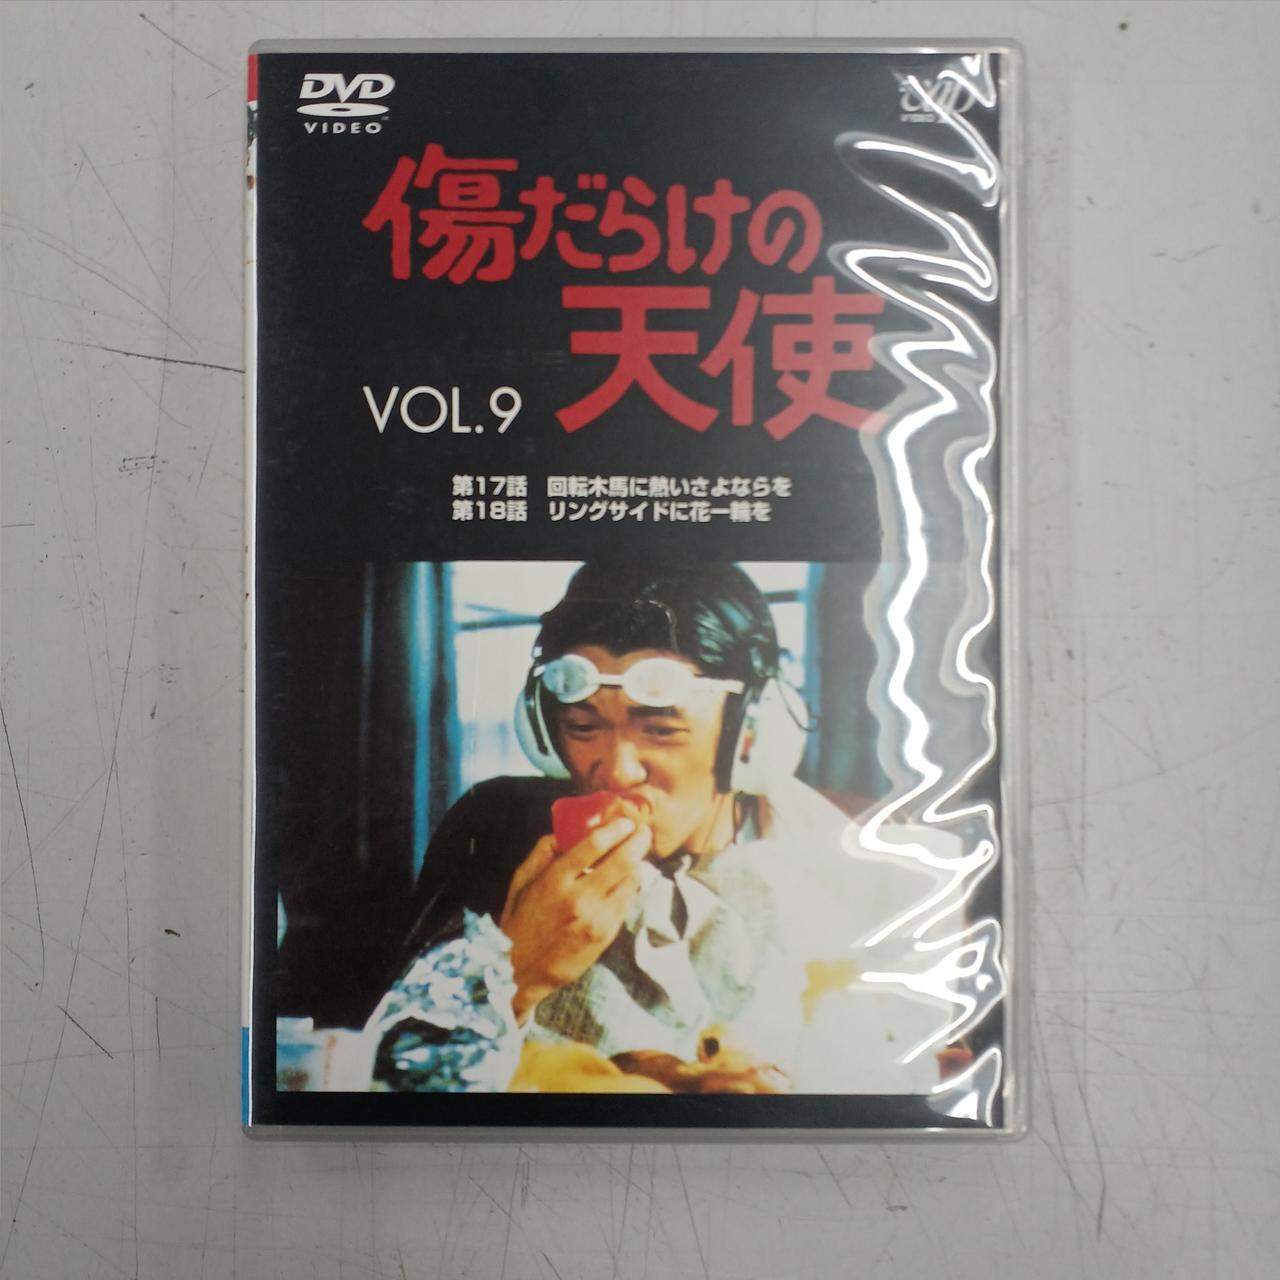 DVD
VIDEO
VAP
VIDEO
傷だらけの
天使
VOL.9
第17話 回転木馬に熱いさよならを
第18話 リングサイドに花一輪を